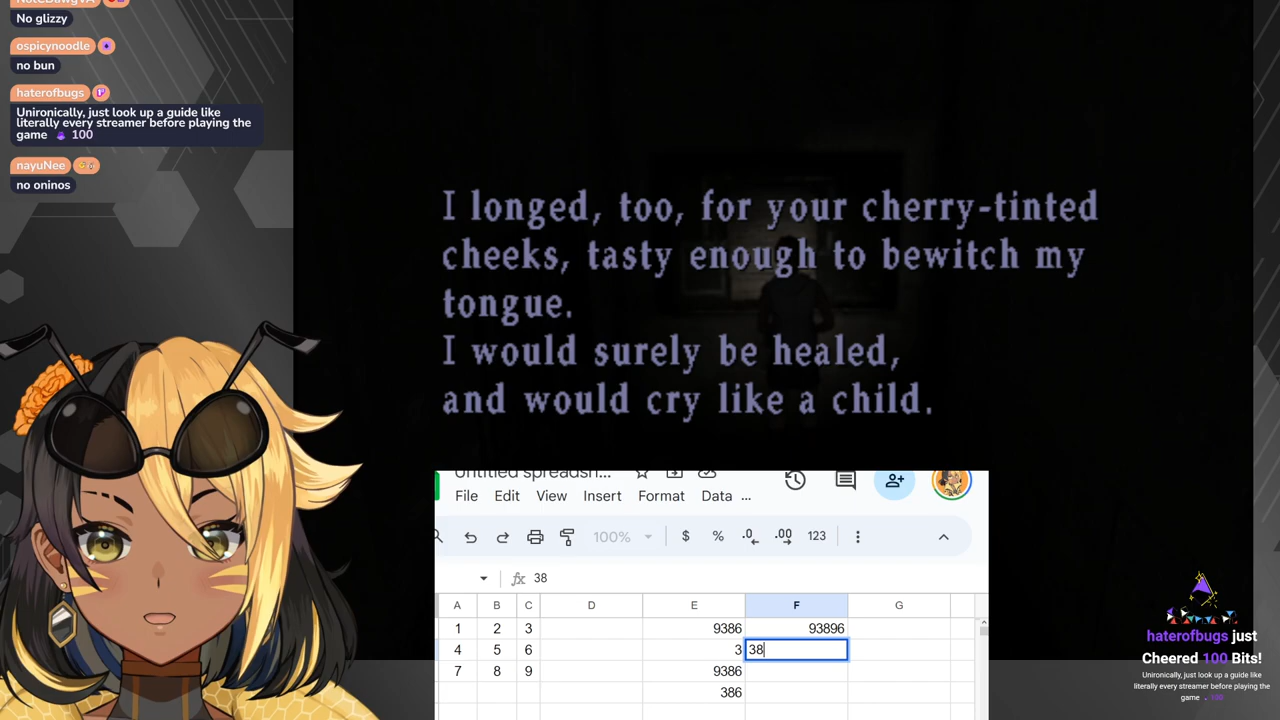 No glizzy
ospicynoodle
no bun
haterofbugs
Unironically, just look up a guide like
literally every streamer before playing the
game 100
nayuNee
no oninos
I longed, too, for your cherry-tinted
cheeks, tasty enough to bewitch my
tongue.
I would surely be healed,
and would cry like a child.
File Edit View Insert Format Data ...
100% $ % .0 .00 123
fx 38
A B C D E F G
1 2 3 9386 93896
4 5 6 3 38
7 8 9 9386
386
haterofbugs just
Cheered 100 Bits!
Unironically, just look up a guide like
literally every streamer before playing the
game 100